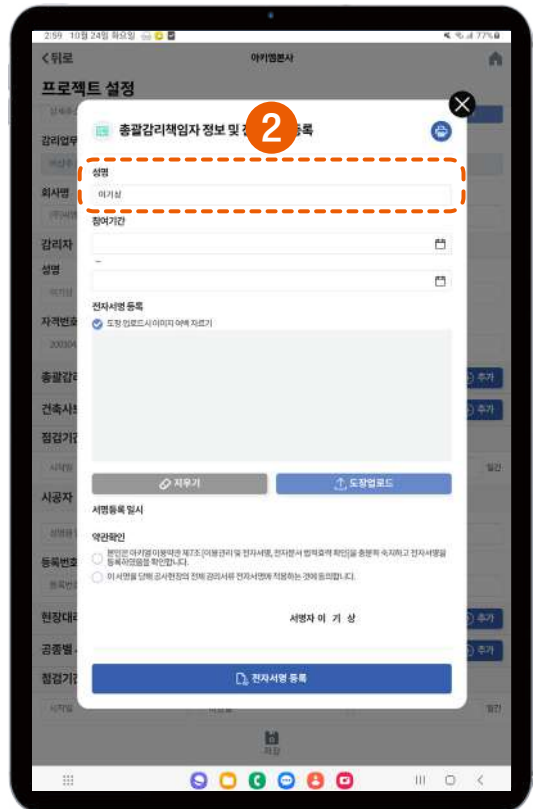 2:59 10월 24일 화요일
77%
뒤로
아키엠본사
프로젝트 설정
총괄감리책임자 정보 및
2
등록
감리업무
성명
이기상
회사명
참여기간
감리자
–
성명
전자서명 등록
자격번호
도장 업로드시 이미지 여백 자르기
총괄감리
추가
건축사보
추가
점검기간
시작일
일간
지우기
도장업로드
시공자
서명등록 일시
약관확인
등록번호
본인은 아키엠 이용약관 제7조 [이용관리 및 전자서명, 전자문서 법적효력 확인]을 충분히 숙지하고 전자서명을
등록하였음을 확인합니다.
이 서명을 당해 공사현장의 전체 감리서류 전자서명에 적용하는 것에 동의합니다.
현장대리
서명자 이 기 상
추가
공종별
추가
점검기간
전자서명 등록
시작일
일간
저장